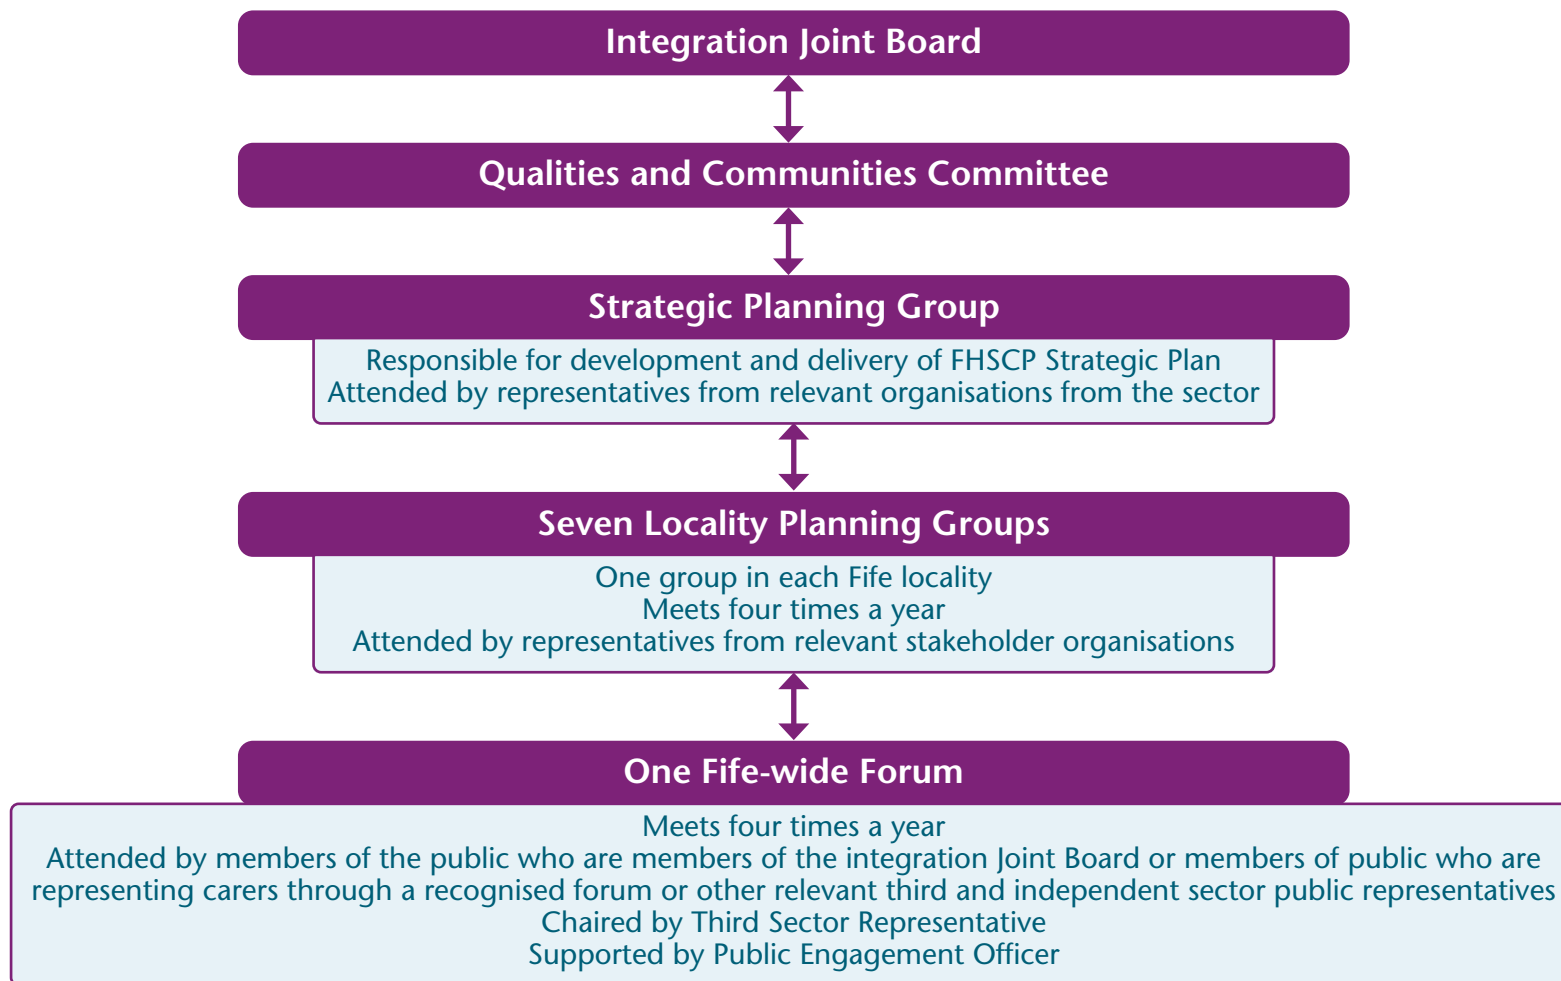 Integration Joint Board
Qualities and Communities Committee
Strategic Planning Group
Responsible for development and delivery of FHSCP Strategic Plan
Attended by representatives from relevant organisations from the sector
Seven Locality Planning Groups
One group in each Fife locality
Meets four times a year
Attended by representatives from relevant stakeholder organisations
One Fife-wide Forum
Meets four times a year
Attended by members of the public who are members of the integration Joint Board or members of public who are
representing carers through a recognised forum or other relevant third and independent sector public representatives
Chaired by Third Sector Representative
Supported by Public Engagement Officer